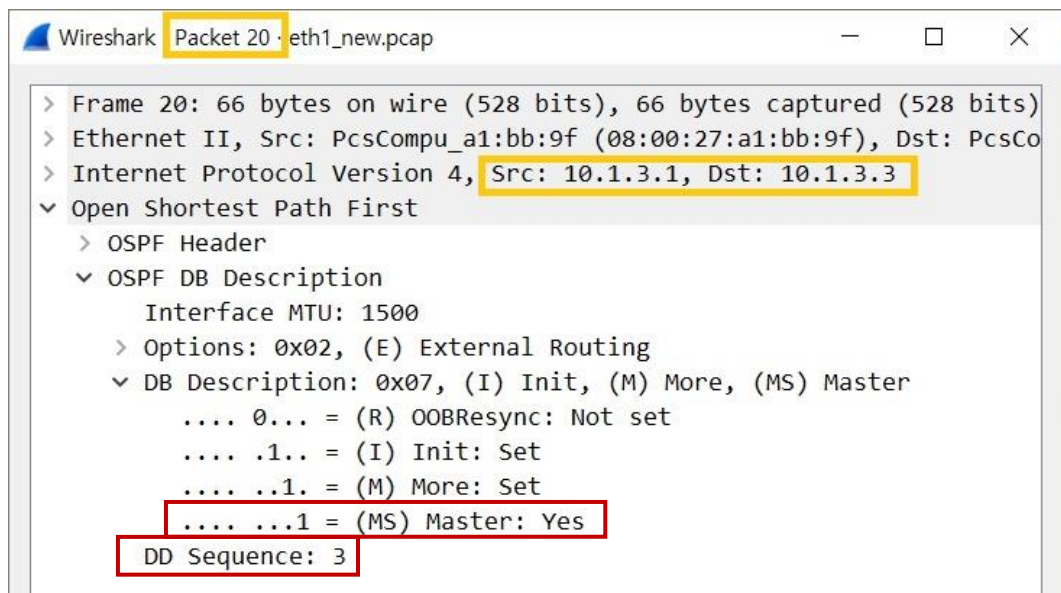 Wireshark · Packet 20 · eth1_new.pcap
> Frame 20: 66 bytes on wire (528 bits), 66 bytes captured (528 bits)
> Ethernet II, Src: PcsCompu_a1:bb:9f (08:00:27:a1:bb:9f), Dst: PcsCo
> Internet Protocol Version 4, Src: 10.1.3.1, Dst: 10.1.3.3
Open Shortest Path First
> OSPF Header
OSPF DB Description
Interface MTU: 1500
> Options: 0x02, (E) External Routing
DB Description: 0x07, (I) Init, (M) More, (MS) Master
.... 0... = (R) OOBResync: Not set
.... .1.. = (I) Init: Set
.... ..1. = (M) More: Set
.... ...1 = (MS) Master: Yes
DD Sequence: 3